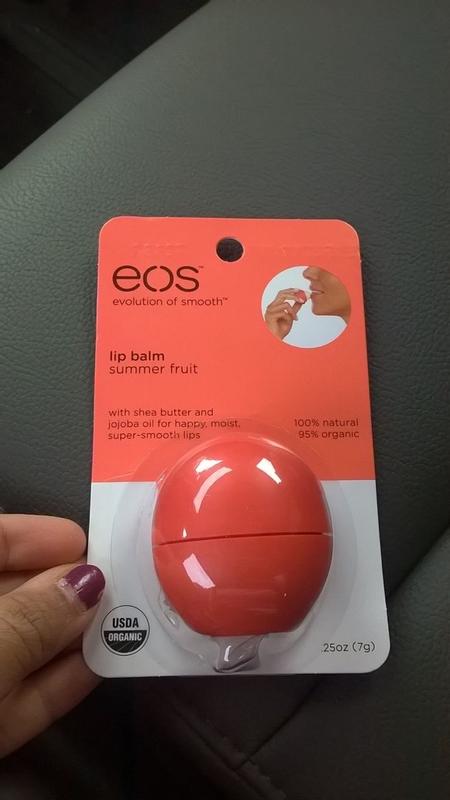 eos™
evolution of smooth™
lip balm
summer fruit
with shea butter and
jojoba oil for happy, moist,
super-smooth lips
100% natural
95% organic
USDA
ORGANIC
.25oz (7g)